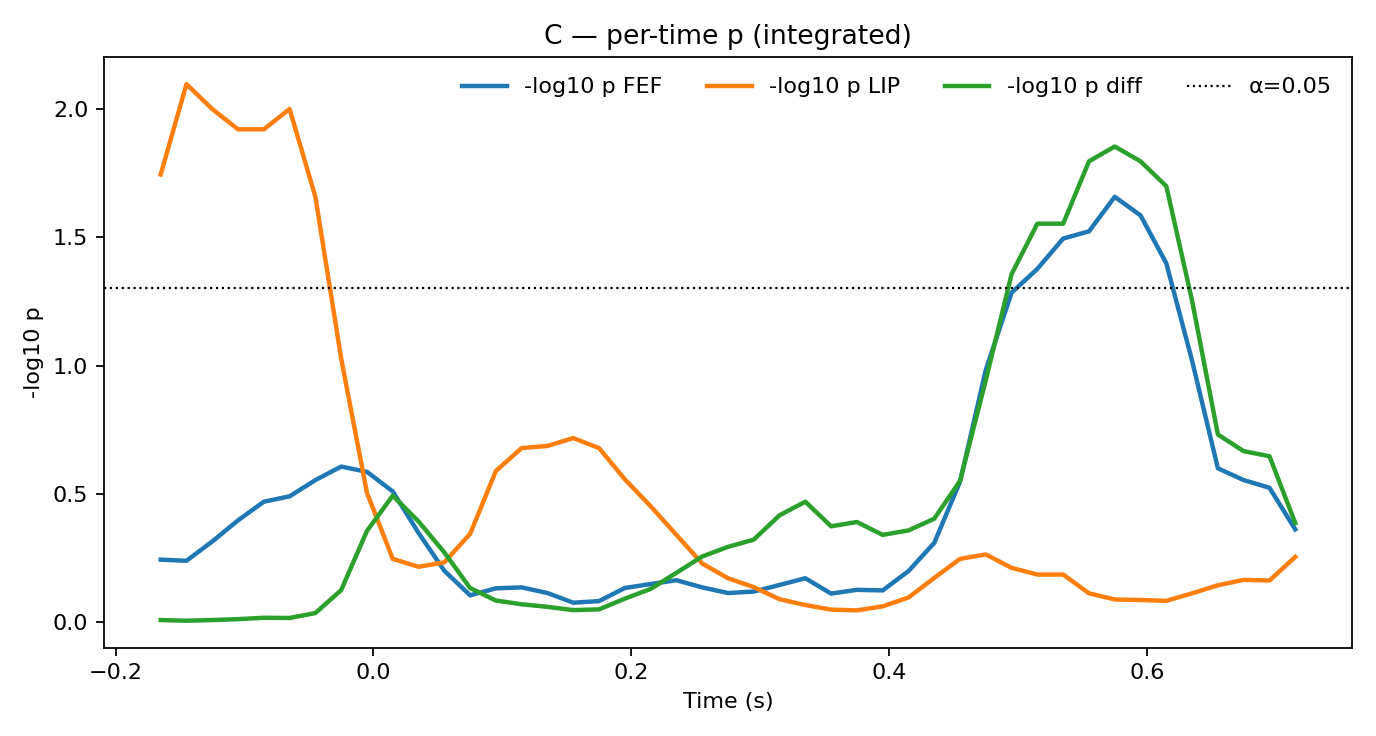 C — per-time p (integrated)
-log10 p FEF -log10 p LIP -log10 p diff α=0.05
2.0
1.5
1.0
0.5
0.0
-log10 p
−0.2 0.0 0.2 0.4 0.6
Time (s)